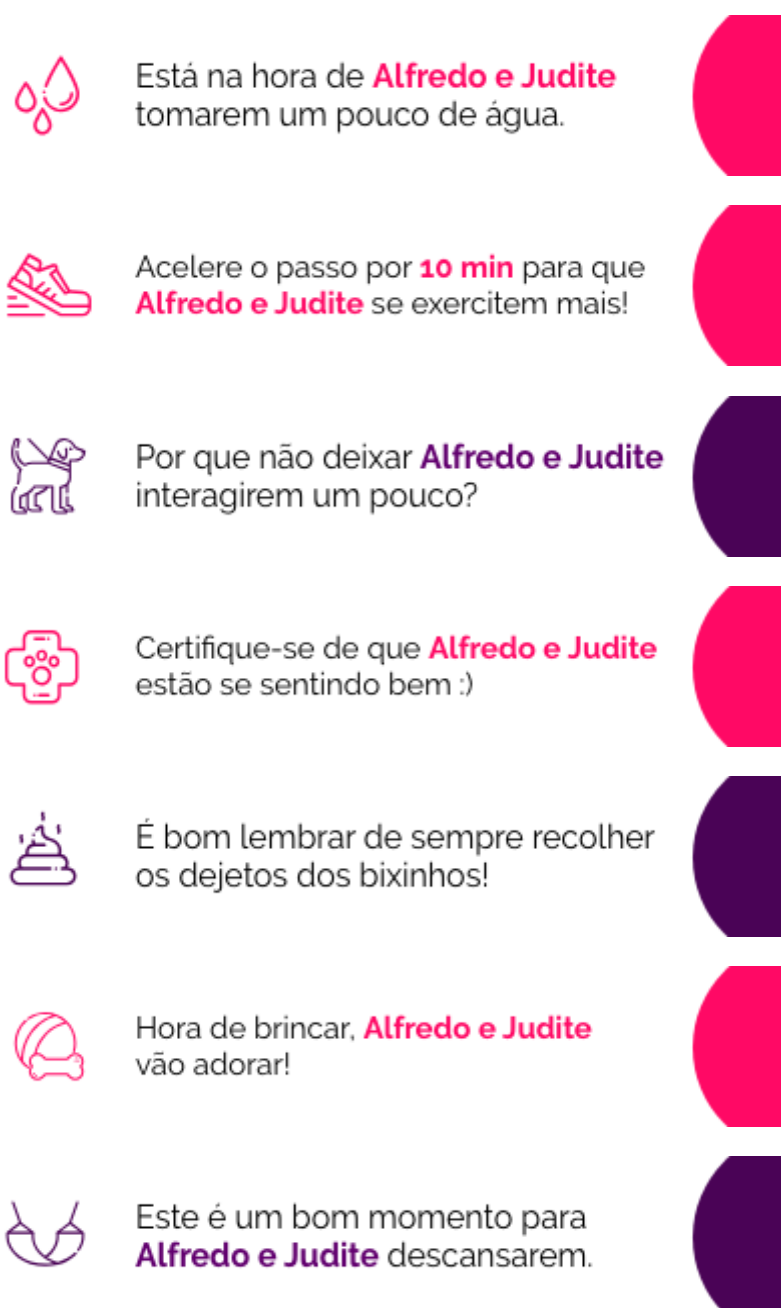 Está na hora de Alfredo e Judite
tomarem um pouco de água.
Acelere o passo por 10 min para que
Alfredo e Judite se exercitem mais!
Por que não deixar Alfredo e Judite
interagirem um pouco?
Certifique-se de que Alfredo e Judite
estão se sentindo bem :)
É bom lembrar de sempre recolher
os dejetos dos bixinhos!
Hora de brincar, Alfredo e Judite
vão adorar!
Este é um bom momento para
Alfredo e Judite descansarem.